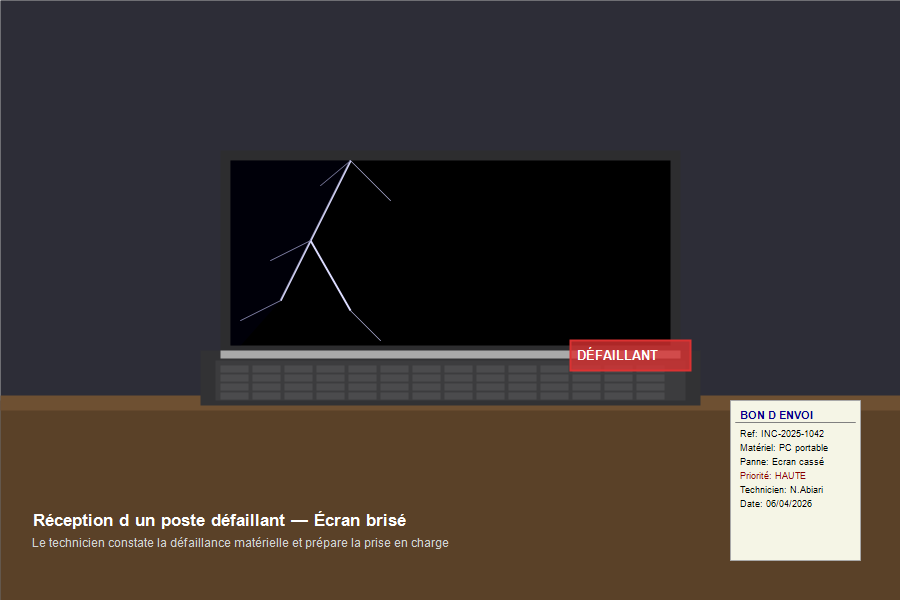 DÉFAILLANT
BON D ENVOI
Ref: INC-2025-1042
Matériel: PC portable
Panne: Ecran cassé
Priorité: HAUTE
Technicien: N.Abiari
Date: 06/04/2026
Réception d un poste défaillant — Écran brisé
Le technicien constate la défaillance matérielle et prépare la prise en charge